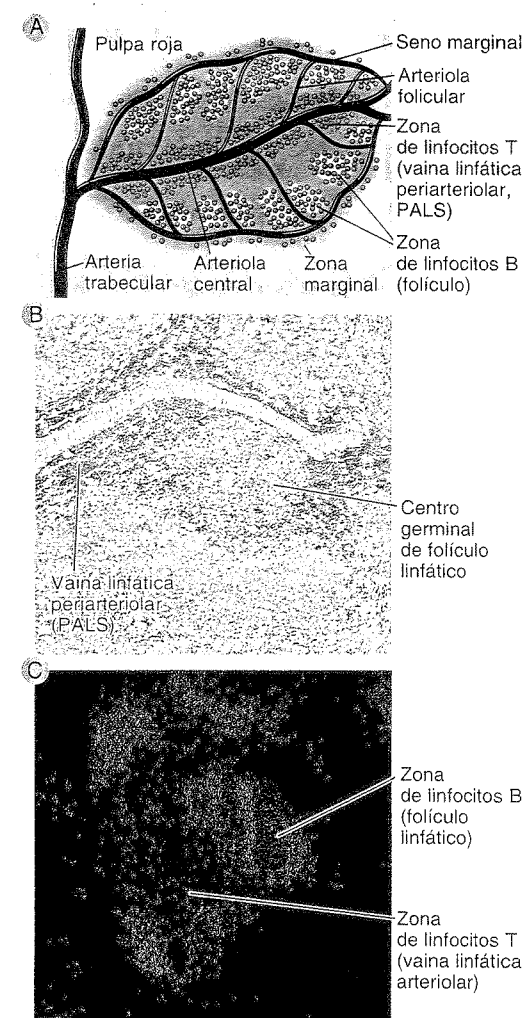 A
Pulpa roja
Seno marginal
Arteriola
folicular
Zona
de linfocitos T
(vaina linfática
periarteriolar,
PALS)
Zona
de linfocitos B
(folículo)
Arteria
trabecular
Arteriola
central
Zona
marginal
B
Centro
germinal
de folículo
linfático
Vaina linfática
periarteriolar
(PALS)
C
Zona
de linfocitos B
(folículo
linfático)
Zona
de linfocitos T
(vaina linfática
arteriolar)